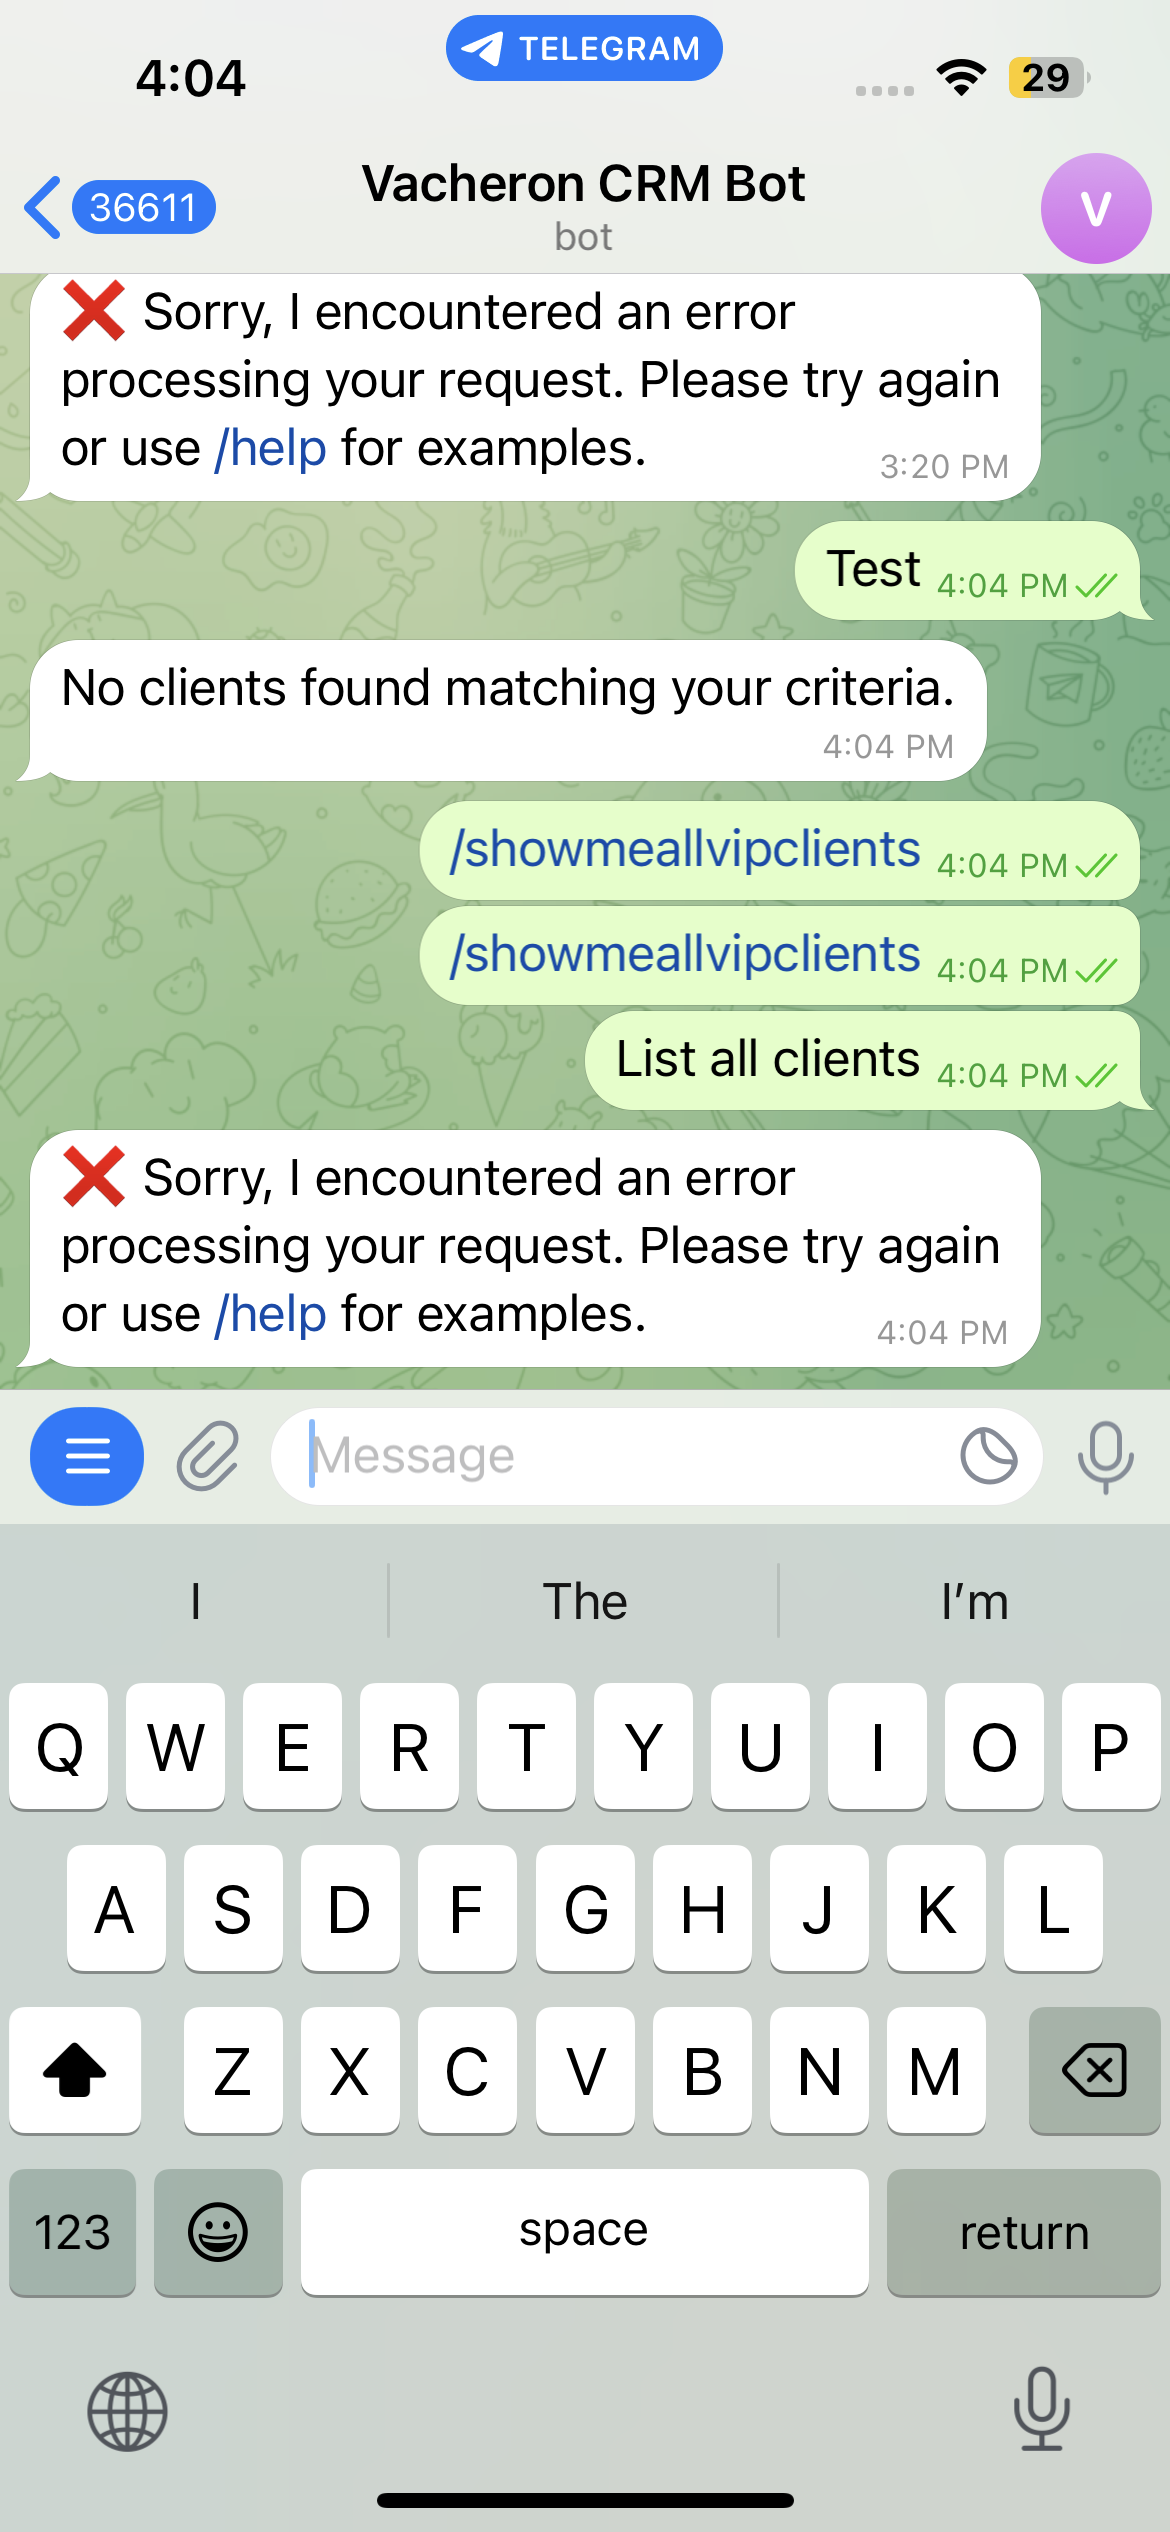 4:04
TELEGRAM
29
36611
Vacheron CRM Bot
bot
V
❌ Sorry, I encountered an error
processing your request. Please try again
or use /help for examples.
3:20 PM
Test 4:04 PM
No clients found matching your criteria.
4:04 PM
/showmeallvipclients 4:04 PM
/showmeallvipclients 4:04 PM
List all clients 4:04 PM
❌ Sorry, I encountered an error
processing your request. Please try again
or use /help for examples.
4:04 PM
Message
I The I’m
Q W E R T Y U I O P
A S D F G H J K L
Z X C V B N M
123 space return